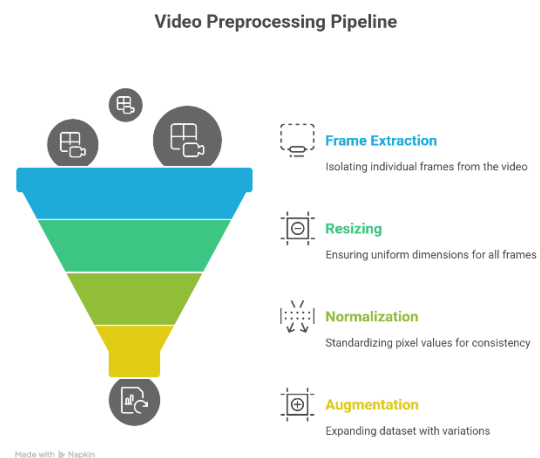 Video Preprocessing Pipeline
Frame Extraction
Isolating individual frames from the video
Resizing
Ensuring uniform dimensions for all frames
Normalization
Standardizing pixel values for consistency
Augmentation
Expanding dataset with variations
Made with Napkin